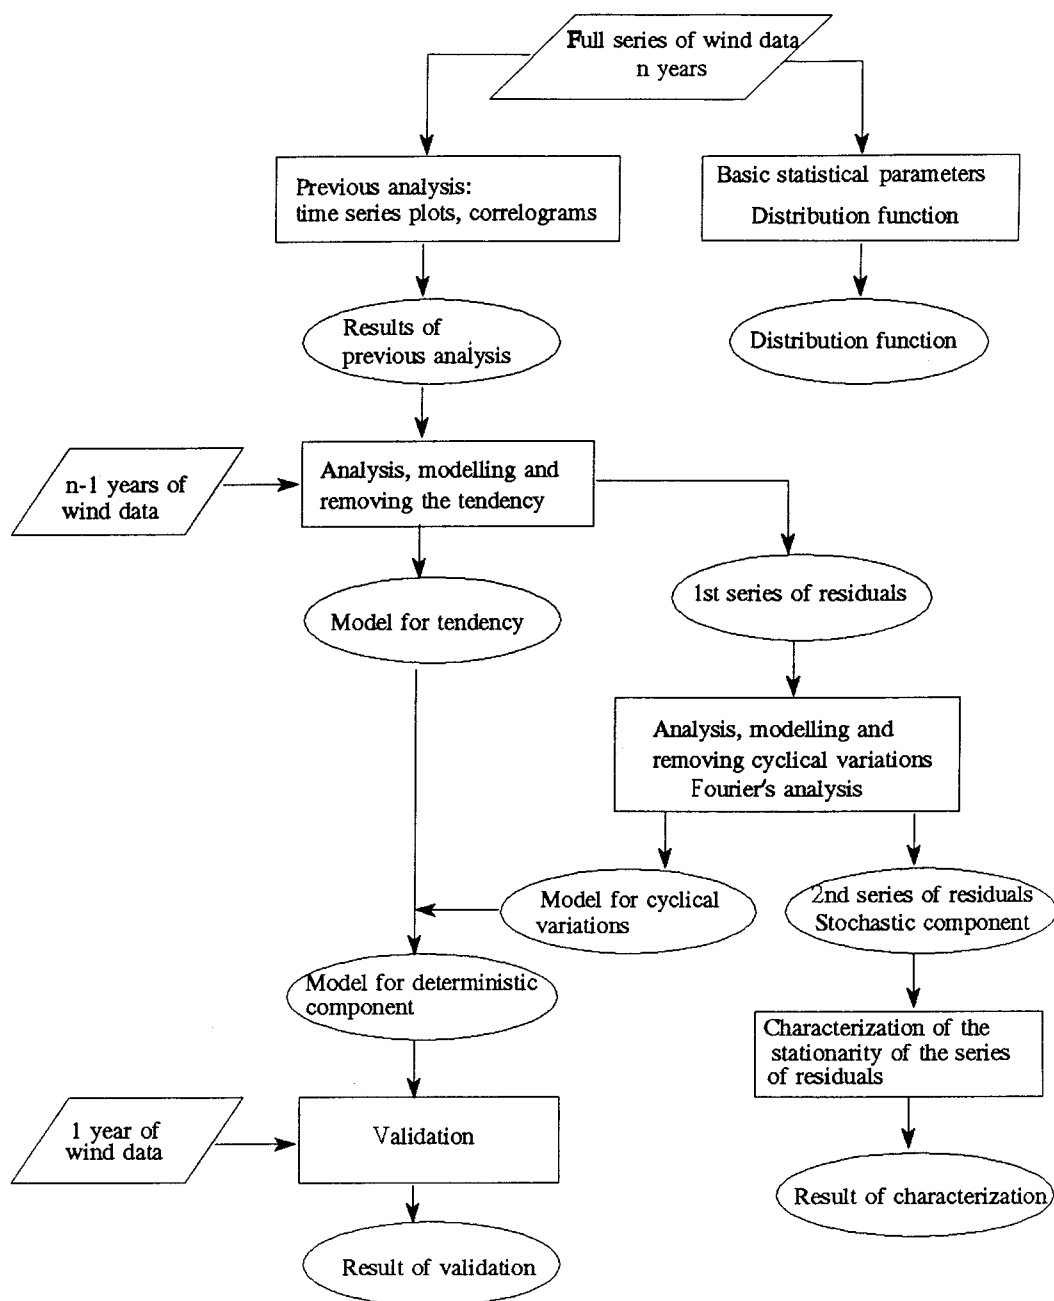 Full series of wind data
n years
Previous analysis:
time series plots, correlograms
Basic statistical parameters
Distribution function
Results of
previous analysis
Distribution function
n-1 years of
wind data
Analysis, modelling and
removing the tendency
Model for tendency
1st series of residuals
Analysis, modelling and
removing cyclical variations
Fourier's analysis
Model for cyclical
variations
2nd series of residuals
Stochastic component
Model for deterministic
component
Characterization of the
stationarity of the series
of residuals
1 year of
wind data
Validation
Result of characterization
Result of validation